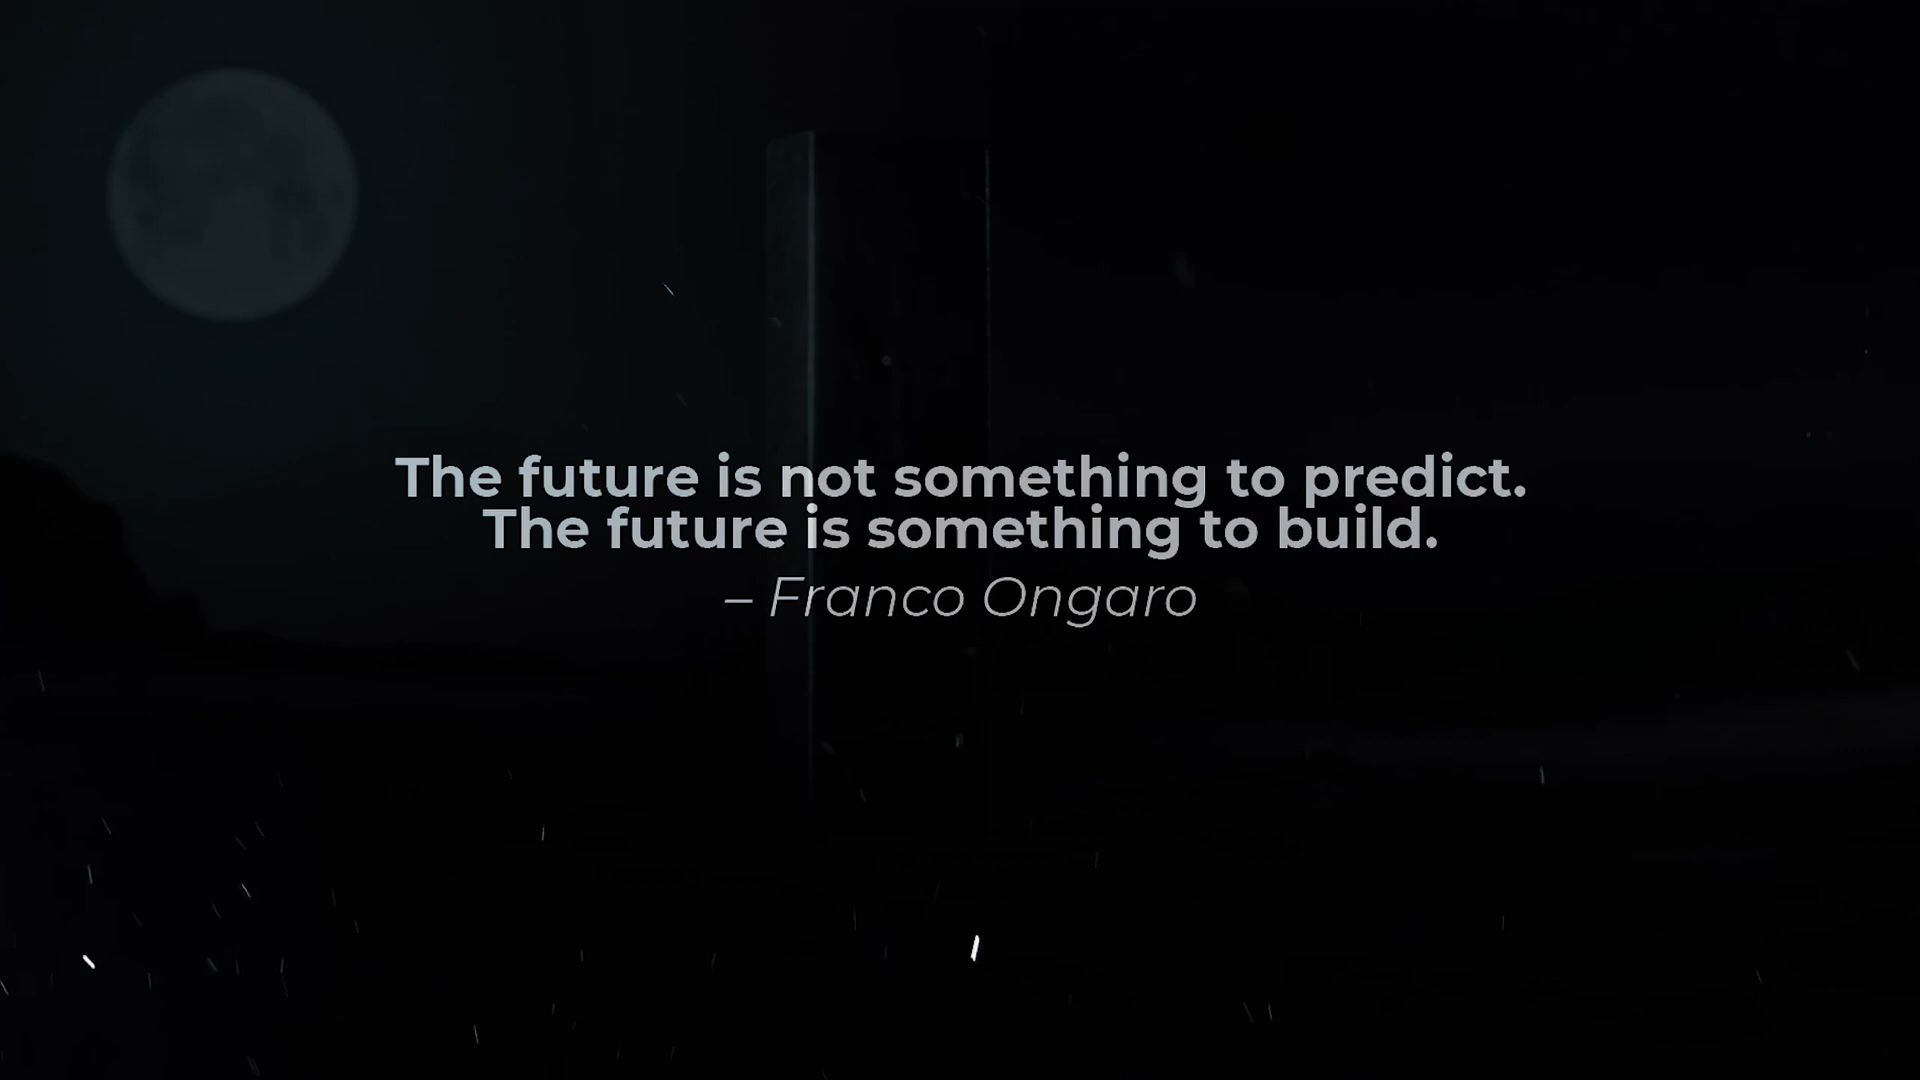 The future is not something to predict.
The future is something to build.
– Franco Ongaro